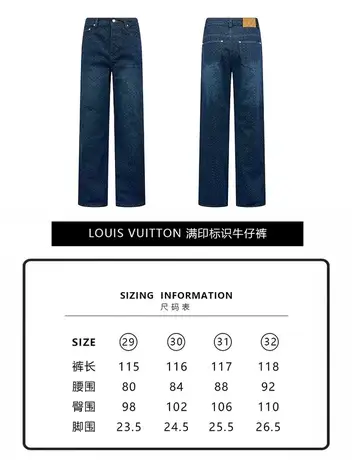 LOUIS VUITTON 满印标识牛仔裤
SIZING INFORMATION
尺码表
SIZE 29 30 31 32
裤长 115 116 117 118
腰围 80 84 88 92
臀围 98 102 106 110
脚围 23.5 24.5 25.5 26.5